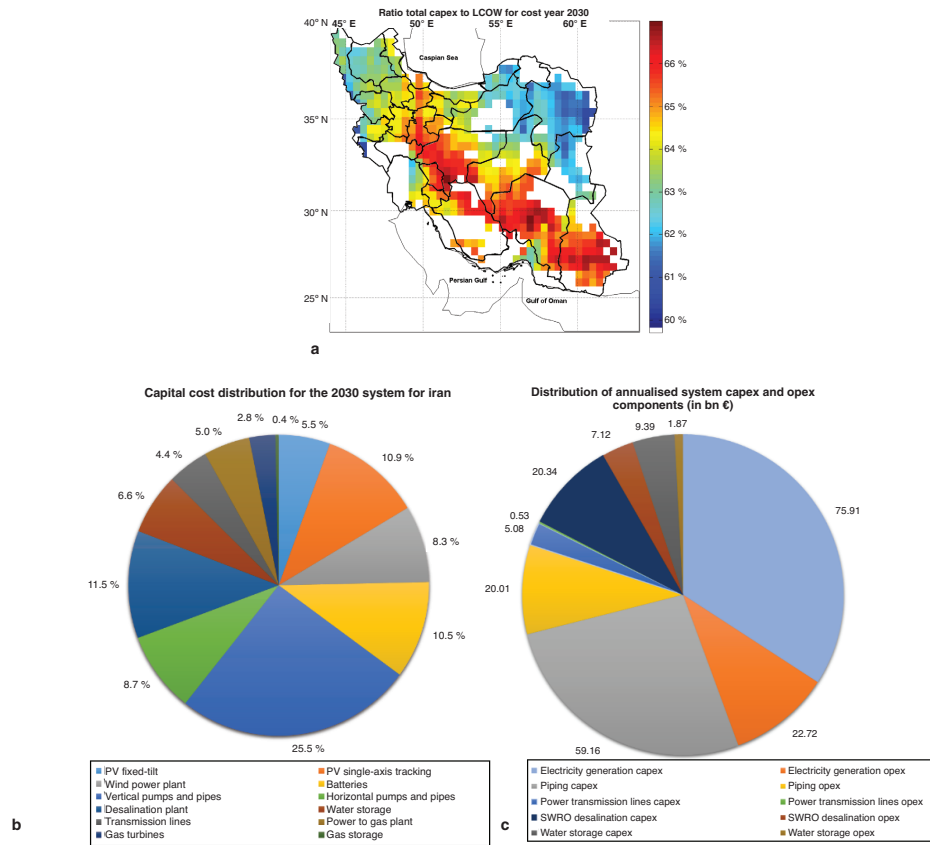 Ratio total capex to LCOW for cost year 2030
40° N
45° E
50° E
55° E
60° E
Caspian Sea
66 %
65 %
35° N
64 %
63 %
30° N
62 %
61 %
Persian Gulf
25° N
Gulf of Oman
60 %
a
Capital cost distribution for the 2030 system for iran
0.4 %
5.5 %
2.8 %
5.0 %
10.9 %
4.4 %
6.6 %
8.3 %
11.5 %
10.5 %
8.7 %
25.5 %
PV fixed-tilt
PV single-axis tracking
Wind power plant
Batteries
Vertical pumps and pipes
Horizontal pumps and pipes
Desalination plant
Water storage
Transmission lines
Power to gas plant
Gas turbines
Gas storage
b
Distribution of annualised system capex and opex
components (in bn €)
1.87
9.39
7.12
20.34
75.91
0.53
5.08
20.01
22.72
59.16
Electricity generation capex
Electricity generation opex
Piping capex
Piping opex
Power transmission lines capex
Power transmission lines opex
SWRO desalination capex
SWRO desalination opex
Water storage capex
Water storage opex
c